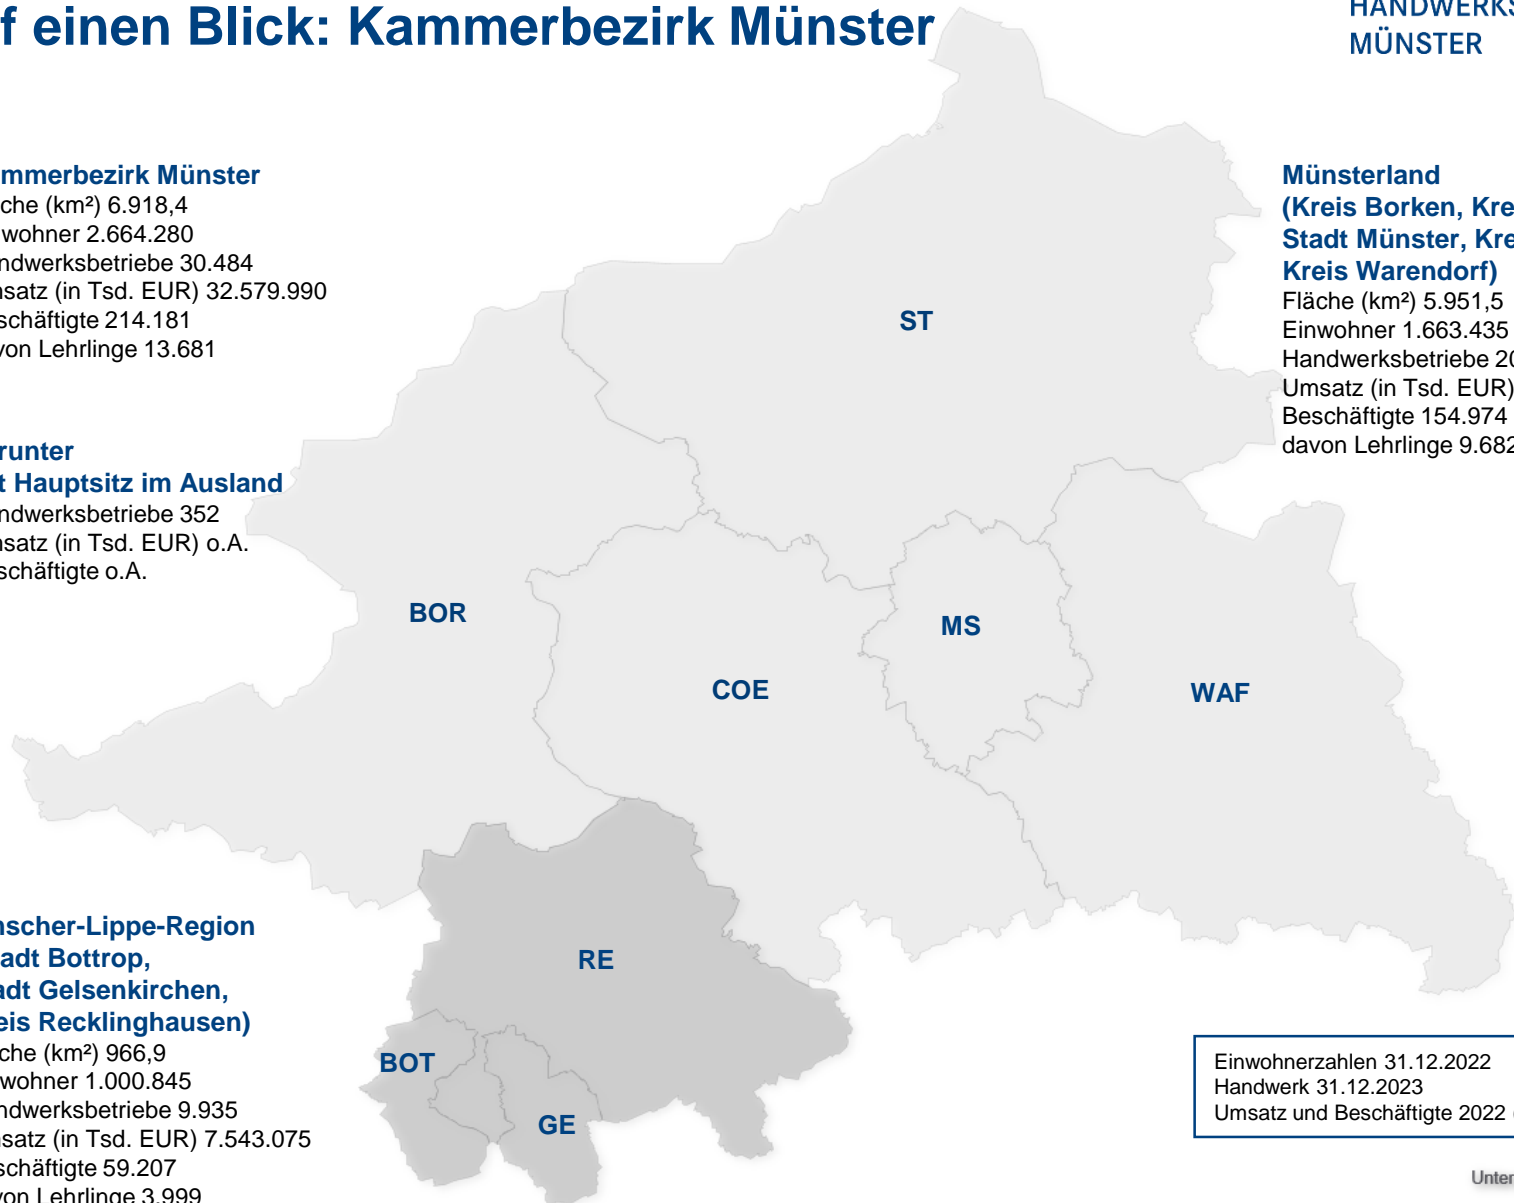 f einen Blick: Kammerbezirk Münster
HANDWERKS
MÜNSTER
mmerbezirk Münster
che (km²) 6.918,4
wohner 2.664.280
ndwerksbetriebe 30.484
nsatz (in Tsd. EUR) 32.579.990
schäftigte 214.181
von Lehrlinge 13.681
runter
t Hauptsitz im Ausland
ndwerksbetriebe 352
nsatz (in Tsd. EUR) o.A.
schäftigte o.A.
Münsterland
(Kreis Borken, Kre
Stadt Münster, Kre
Kreis Warendorf)
Fläche (km²) 5.951,5
Einwohner 1.663.435
Handwerksbetriebe 20
Umsatz (in Tsd. EUR)
Beschäftigte 154.974
davon Lehrlinge 9.682
ST
BOR
MS
COE
WAF
RE
BOT
GE
nscher-Lippe-Region
adt Bottrop,
adt Gelsenkirchen,
eis Recklinghausen)
che (km²) 966,9
wohner 1.000.845
ndwerksbetriebe 9.935
nsatz (in Tsd. EUR) 7.543.075
schäftigte 59.207
von Lehrlinge 3.999
Einwohnerzahlen 31.12.2022
Handwerk 31.12.2023
Umsatz und Beschäftigte 2022
Unter